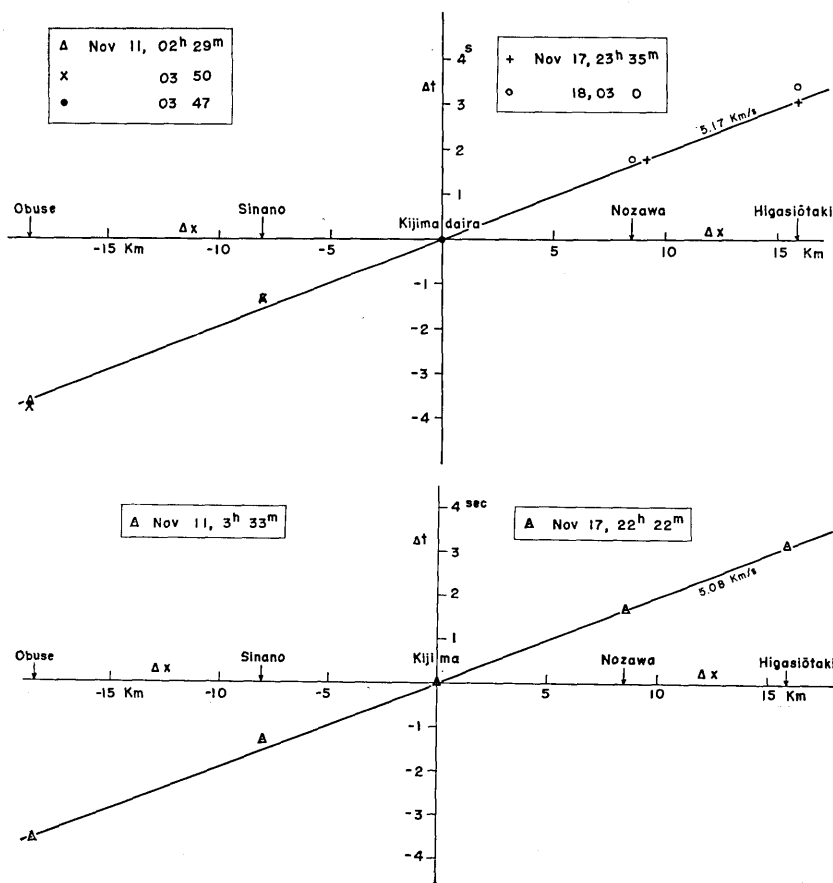 Δ Nov 11, 02h 29m
x 03 50
• 03 47
4s
+ Nov 17, 23h 35m
o 18, 03 0
Δt
3
5.17 Km/s
2
1
Obuse
Sinano
Kijima daira
Nozawa
Higasiōtaki
Δx
Δx
-15 Km
-10
-5
5
10
15 Km
-1
-2
-3
-4
4 sec
Δ Nov 11, 3h 33m
Δ Nov 17, 22h 22m
Δt
3
5.08 Km/s
2
1
Obuse
Δx
Sinano
Kijima
Nozawa
Δx
Higasiōtaki
-15 Km
-10
-5
5
10
15 Km
-1
-2
-3
-4